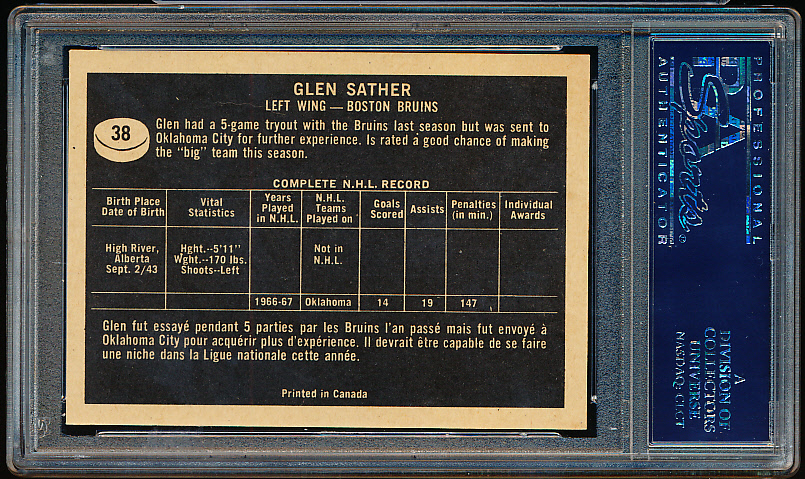 GLEN SATHER
LEFT WING — BOSTON BRUINS
38
Glen had a 5-game tryout with the Bruins last season but was sent to
Oklahoma City for further experience. Is rated a good chance of making
the "big" team this season.
COMPLETE N.H.L. RECORD
Birth Place Date of Birth | Vital Statistics | Years Played in N.H.L. | N.H.L. Teams Played on | Goals Scored | Assists | Penalties (in min.) | Individual Awards
High River, Alberta Sept. 2/43 | Hght.--5'11" Wght.--170 lbs. Shoots--Left | Not in N.H.L.
1966-67 | Oklahoma | 14 | 19 | 147
Glen fut essayé pendant 5 parties par les Bruins l'an passé mais fut envoyé à
Oklahoma City pour acquérir plus d'expérience. Il devrait être capable de se faire
une niche dans la Ligue nationale cette année.
Printed in Canada
PROFESSIONAL
PSA
Sports
AUTHENTICATOR
®
A
DIVISION OF
COLLECTORS
UNIVERSE
NASDAQ: CLCT